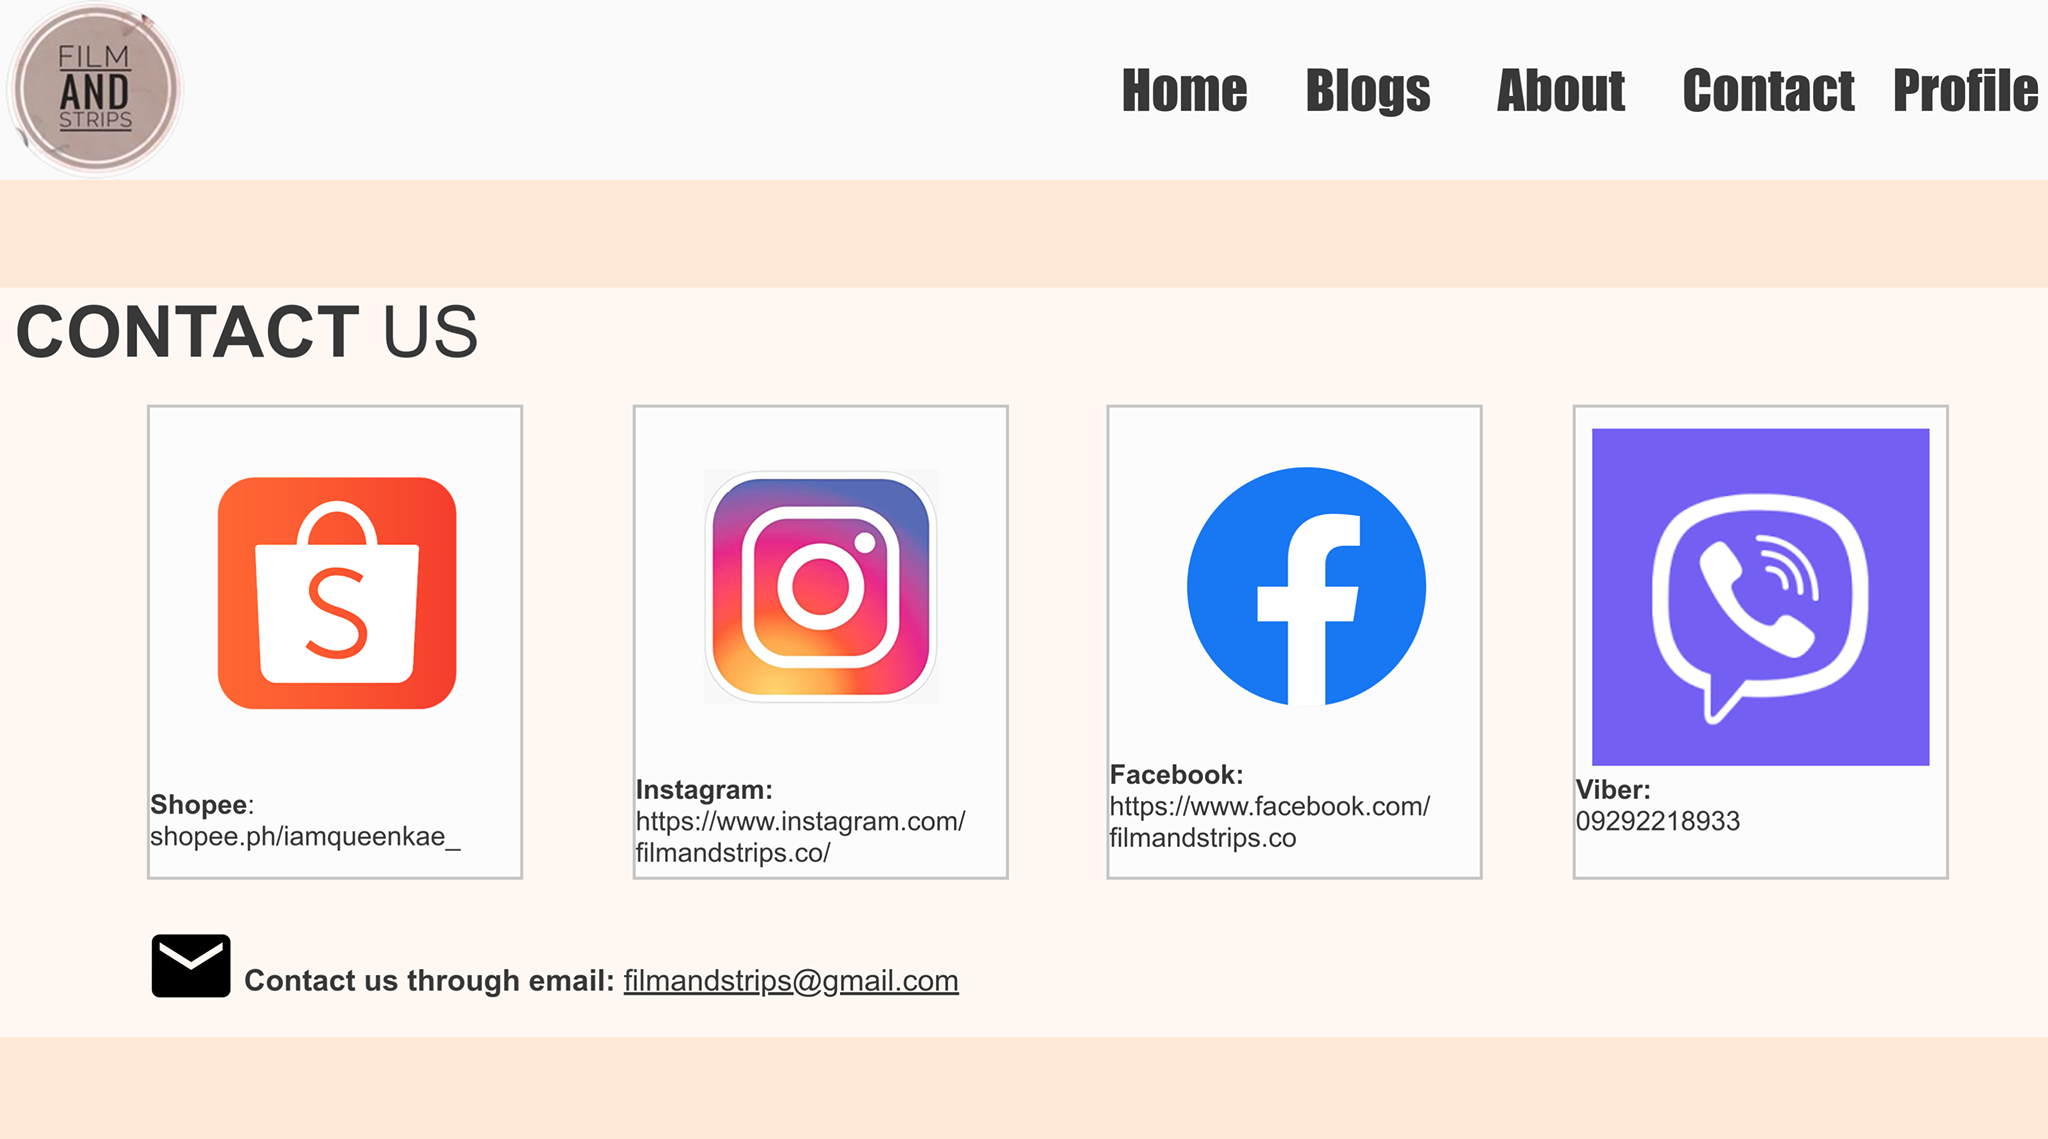 FILM
AND
STRIPS
Home Blogs About Contact Profile
CONTACT US
S
Shopee:
shopee.ph/iamqueenkae_
Instagram:
https://www.instagram.com/
filmandstrips.co/
f
Facebook:
https://www.facebook.com/
filmandstrips.co
Viber:
09292218933
Contact us through email: filmandstrips@gmail.com